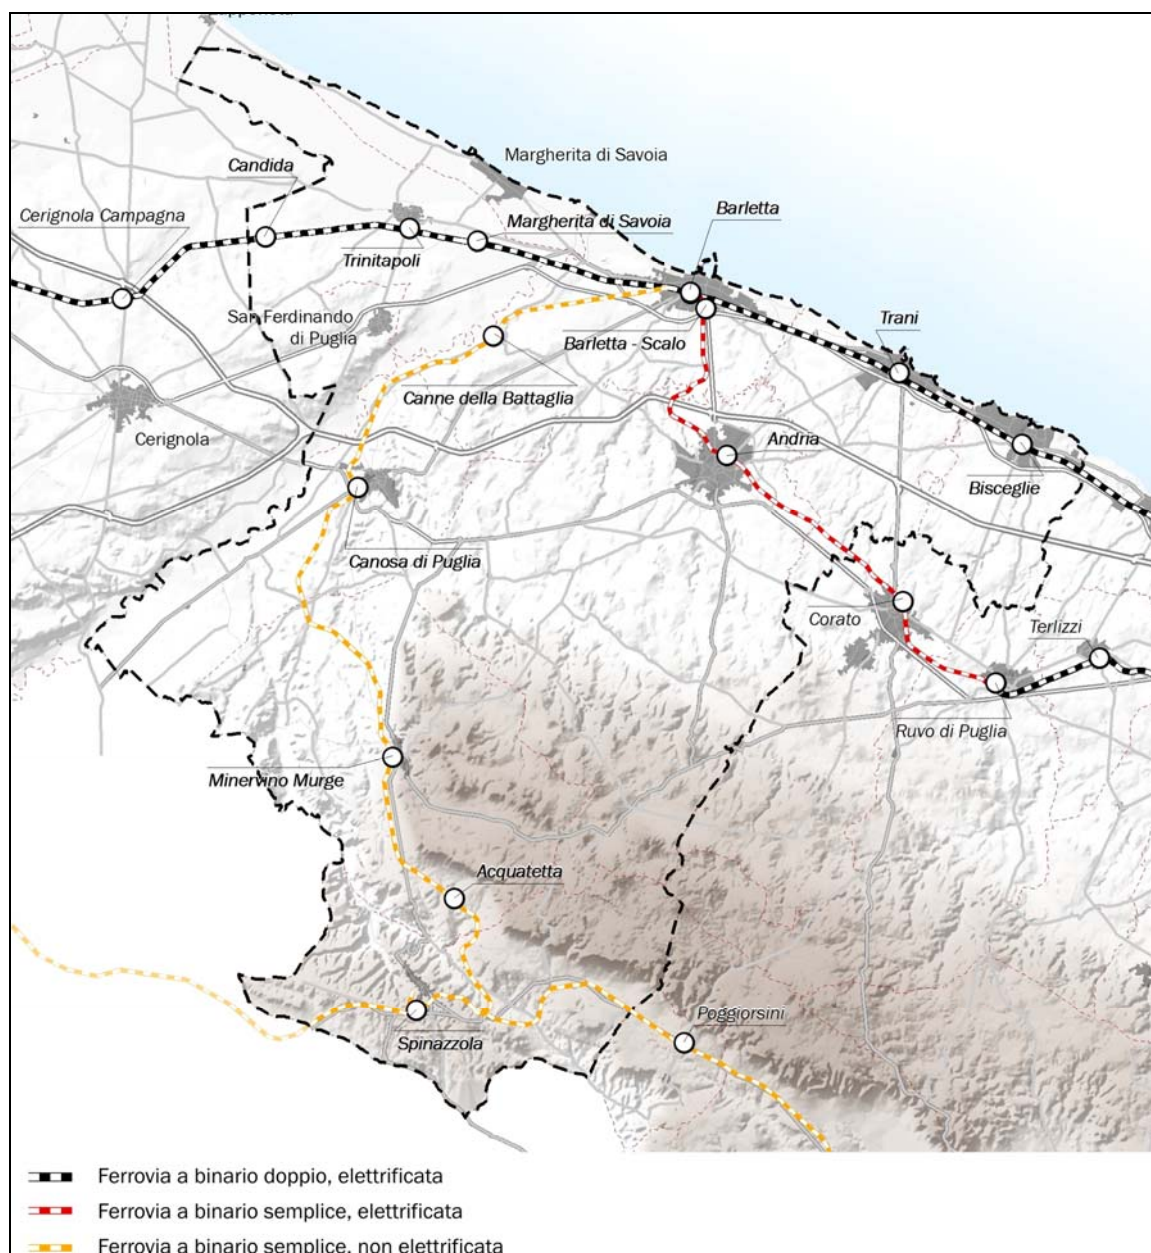 Candida
Margherita di Savoia
Cerignola Campagna
Barletta
Margherita di Savoia
Trinitapoli
San Ferdinando
di Puglia
Trani
Barletta - Scalo
Canne della Battaglia
Cerignola
Andria
Bisceglie
Canosa di Puglia
Corato
Terlizzi
Ruvo di Puglia
Minervino Murge
Acquatetta
Poggiorsini
Spinazzola
Ferrovia a binario doppio, elettrificata
Ferrovia a binario semplice, elettrificata
Ferrovia a binario semplice, non elettrificata